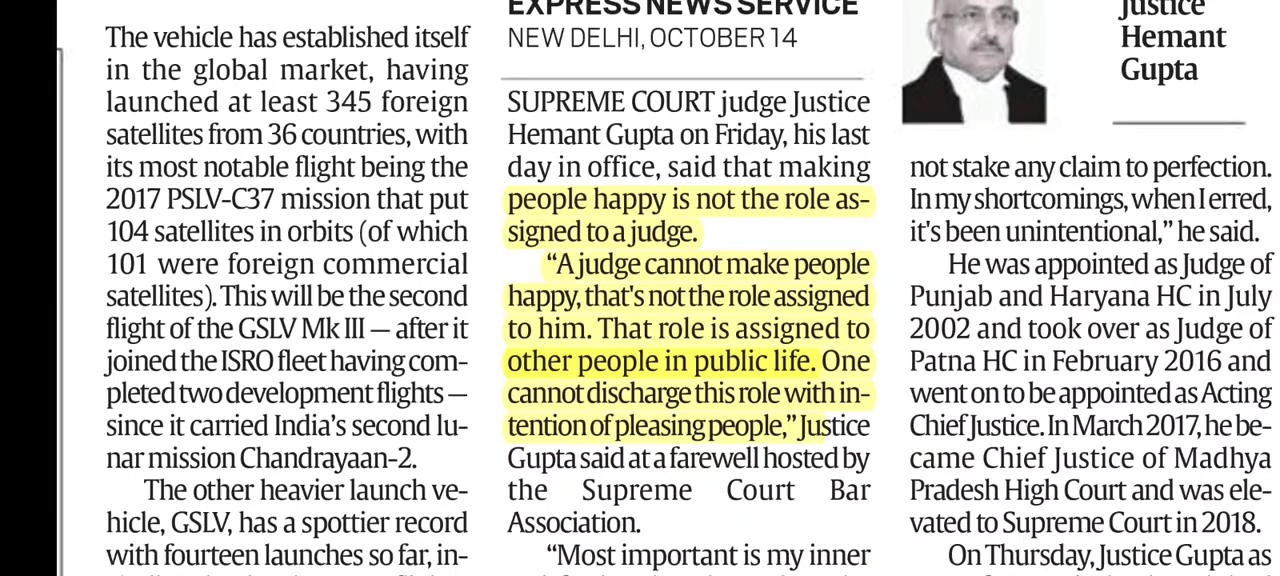 The vehicle has established itself
in the global market, having
launched at least 345 foreign
satellites from 36 countries, with
its most notable flight being the
2017 PSLV-C37 mission that put
104 satellites in orbits (of which
101 were foreign commercial
satellites). This will be the second
flight of the GSLV Mk III — after it
joined the ISRO fleet having com-
pleted two development flights —
since it carried India's second lu-
nar mission Chandrayaan-2.
The other heavier launch ve-
hicle, GSLV, has a spottier record
with fourteen launches so far, in-
EXPRESS NEWS SERVICE
NEW DELHI, OCTOBER 14
SUPREME COURT judge Justice
Hemant Gupta on Friday, his last
day in office, said that making
people happy is not the role as-
signed to a judge.
“A judge cannot make people
happy, that's not the role assigned
to him. That role is assigned to
other people in public life. One
cannot discharge this role with in-
tention of pleasing people,” Justice
Gupta said at a farewell hosted by
the Supreme Court Bar
Association.
“Most important is my inner
Justice
Hemant
Gupta
not stake any claim to perfection.
In my shortcomings, when I erred,
it's been unintentional,” he said.
He was appointed as Judge of
Punjab and Haryana HC in July
2002 and took over as Judge of
Patna HC in February 2016 and
went on to be appointed as Acting
Chief Justice. In March 2017, he be-
came Chief Justice of Madhya
Pradesh High Court and was ele-
vated to Supreme Court in 2018.
On Thursday, Justice Gupta as